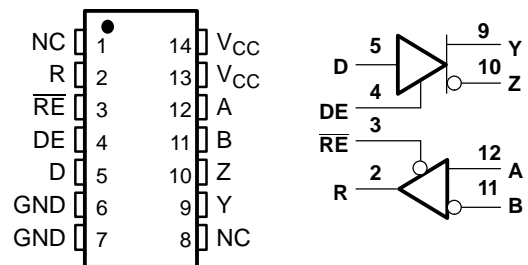 NC 1 14 VCC
R 2 13 VCC
RE 3 12 A
DE 4 11 B
D 5 10 Z
GND 6 9 Y
GND 7 8 NC
9 Y
5 10
D Z
4
DE
3
RE
12
2 A
R 11
B